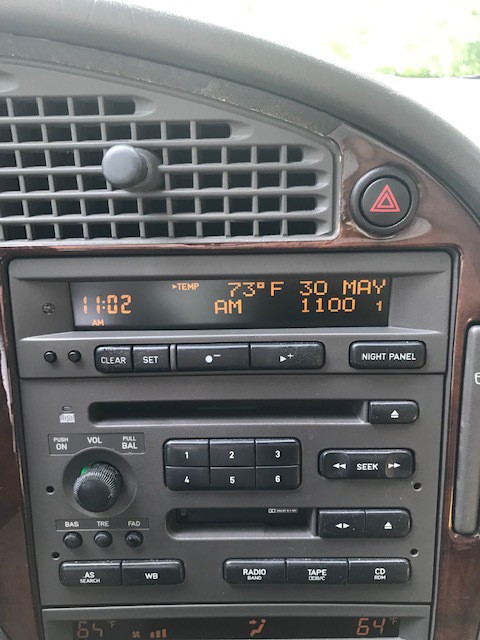 TEMP 73°F 30 MAY
11:02 AM 1100 1
AM
CLEAR SET NIGHT PANEL
PUSH ON VOL PULL BAL
1 2 3
SEEK
4 5 6
BAS TRE FAD
AS SEARCH WB RADIO BAND TAPE CD RDM
64°F 64°F